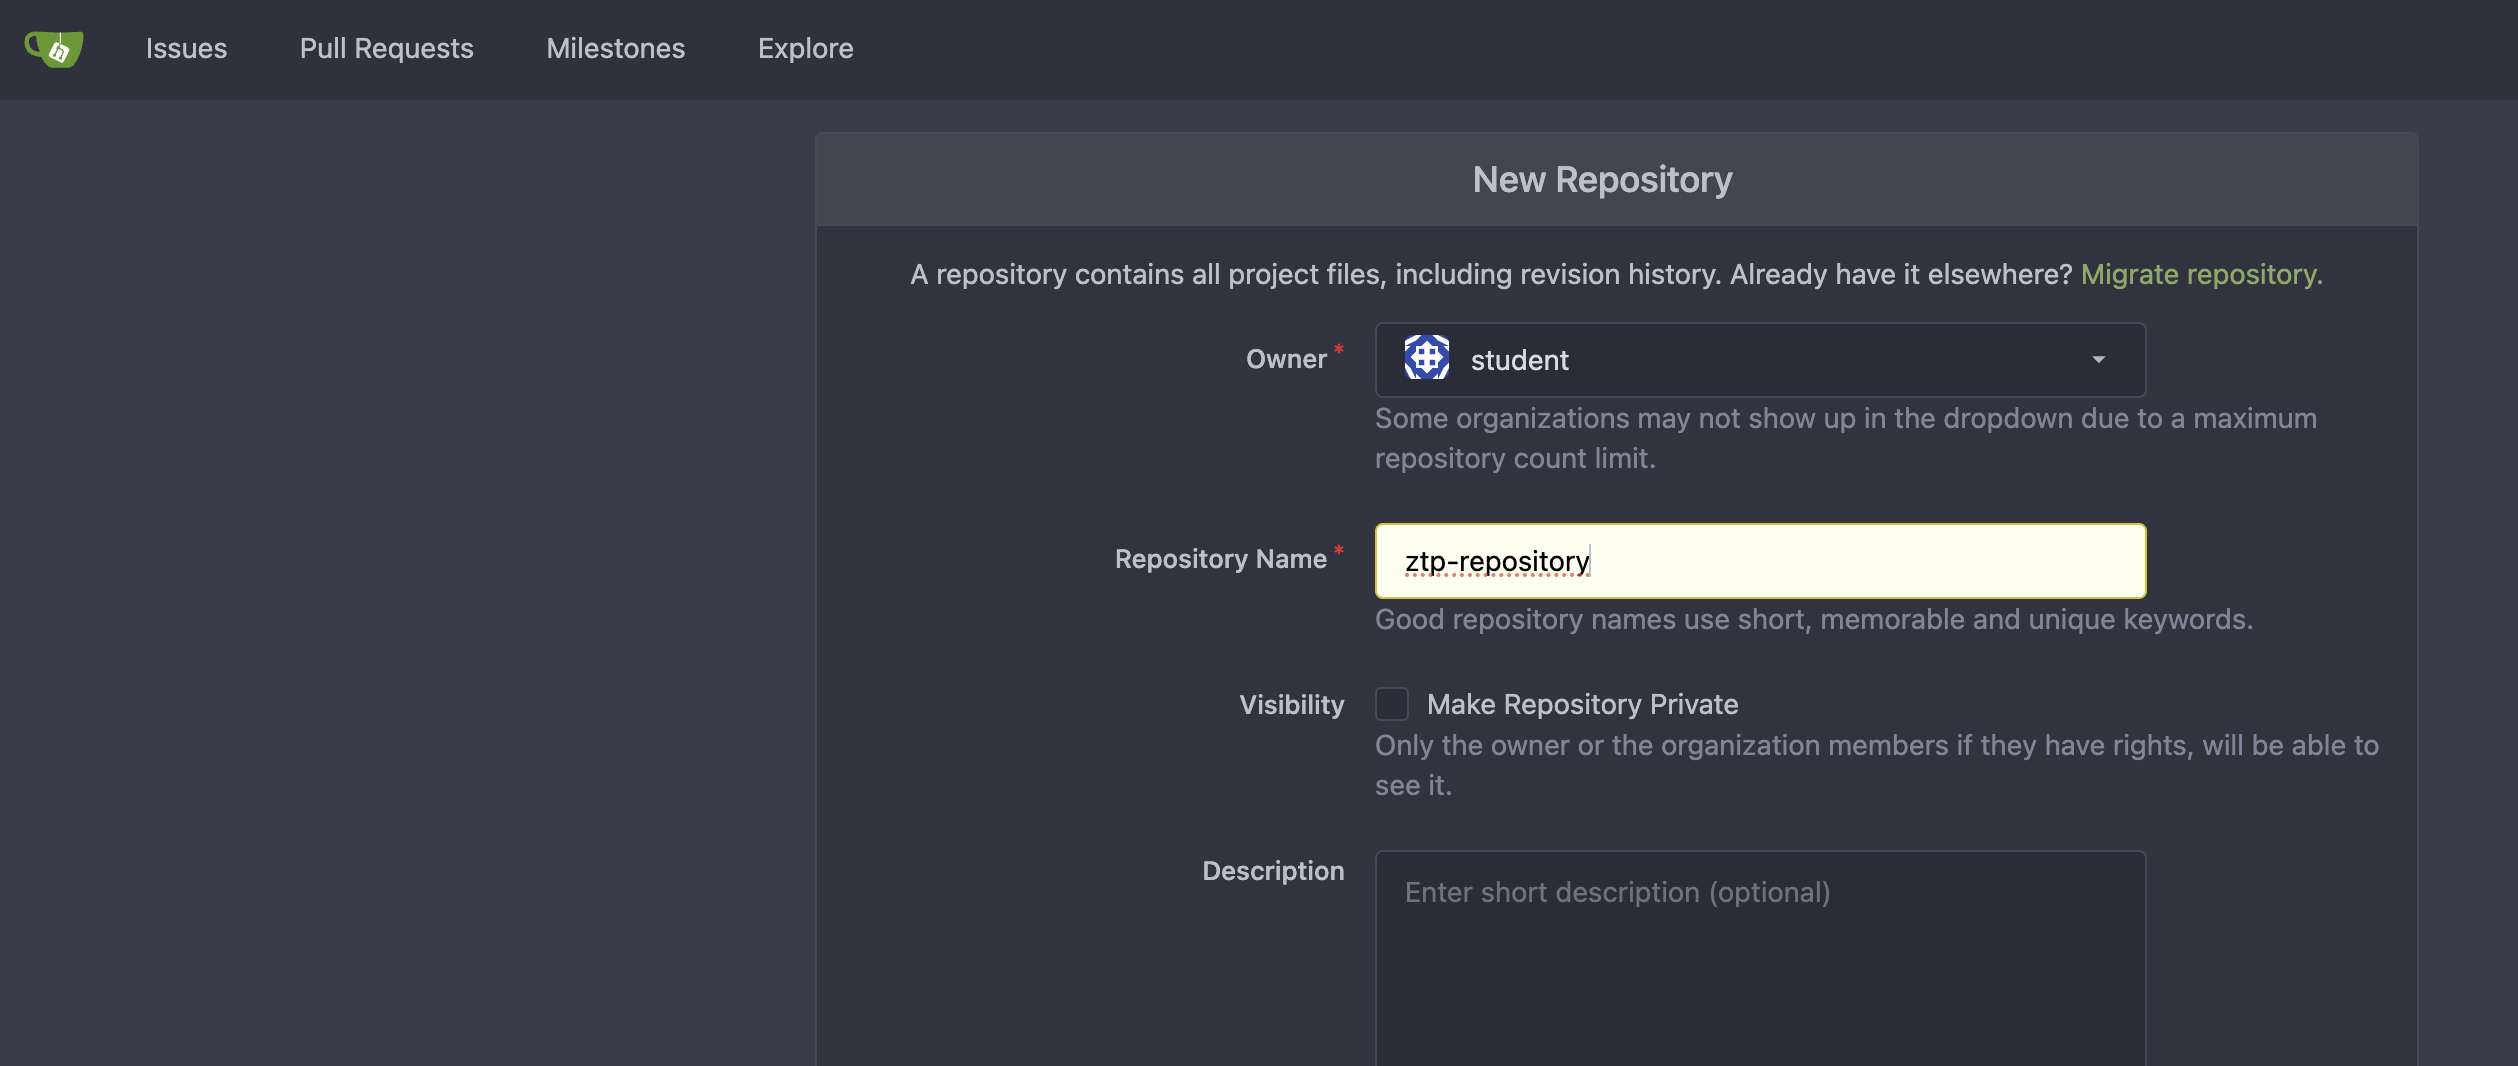 Issues Pull Requests Milestones Explore
New Repository
A repository contains all project files, including revision history. Already have it elsewhere? Migrate repository.
Owner * student
Some organizations may not show up in the dropdown due to a maximum
repository count limit.
Repository Name * ztp-repository
Good repository names use short, memorable and unique keywords.
Visibility Make Repository Private
Only the owner or the organization members if they have rights, will be able to
see it.
Description Enter short description (optional)